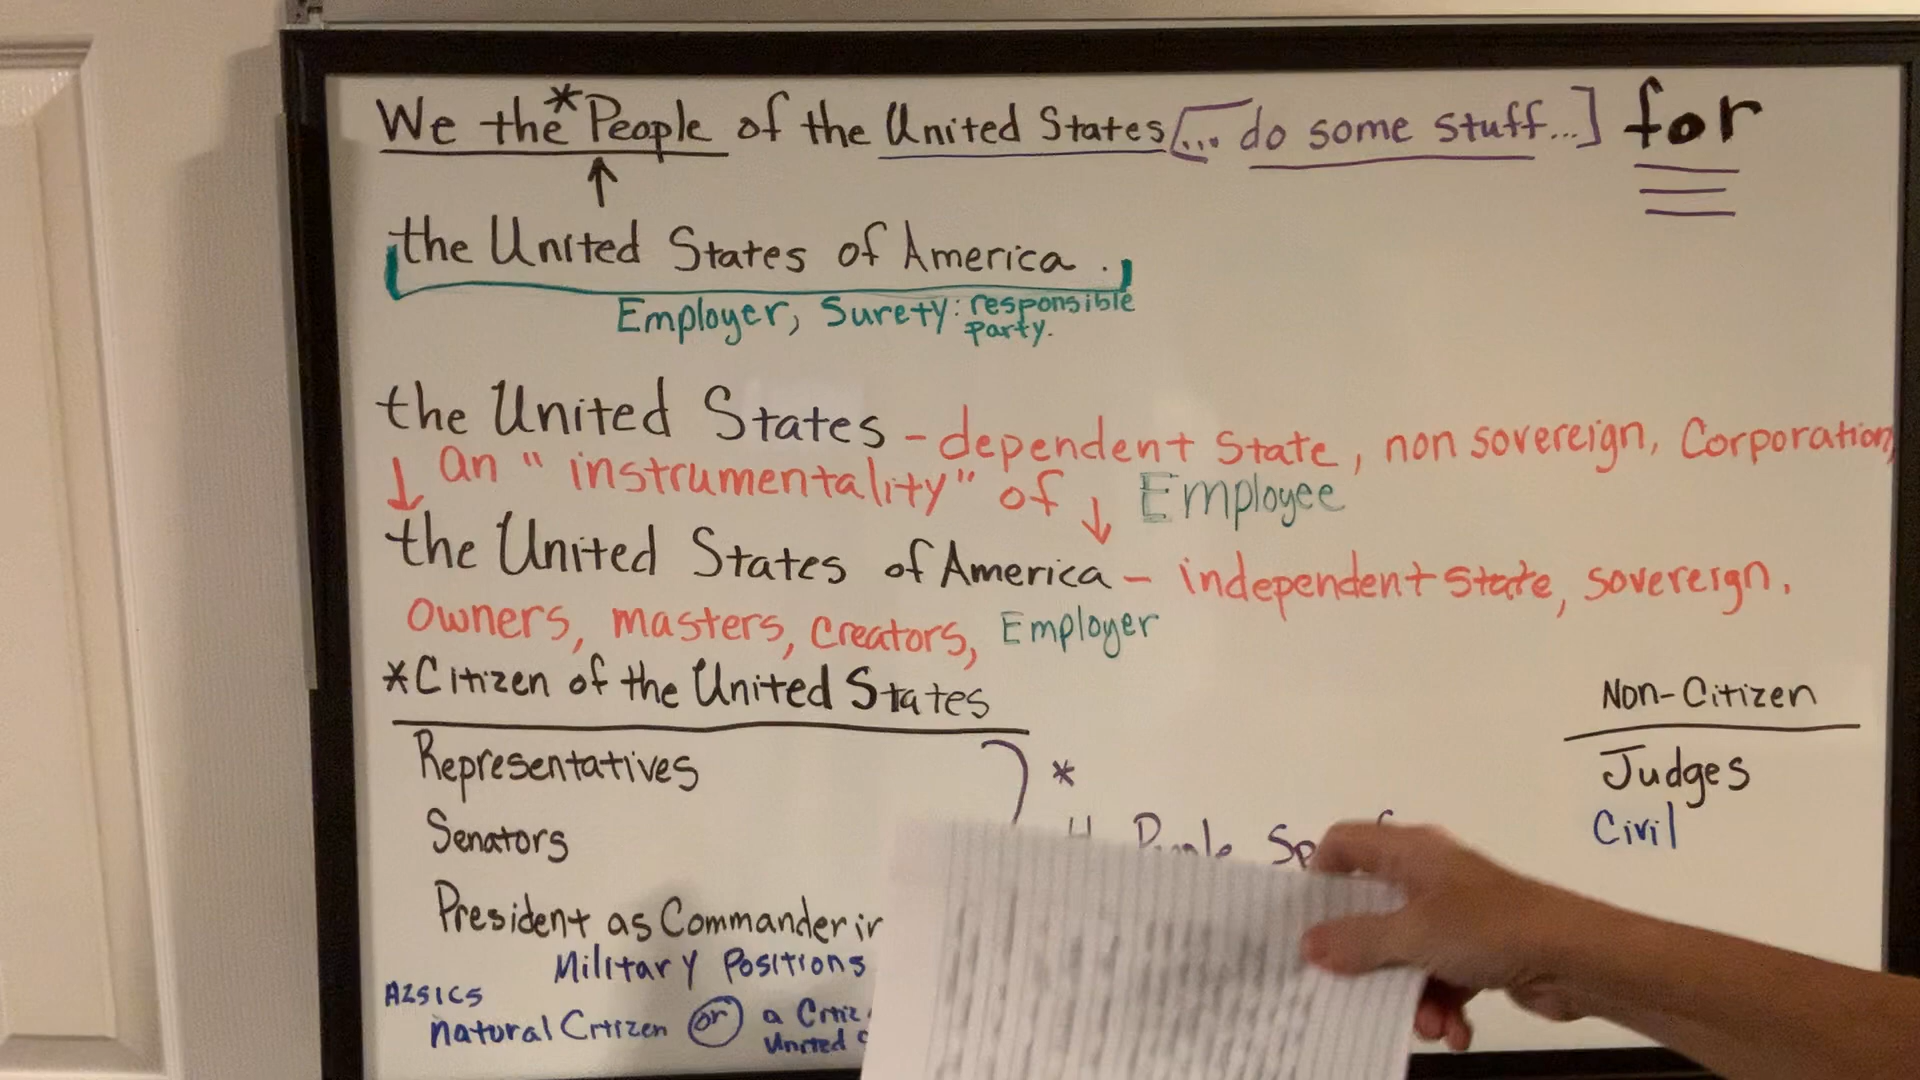 We the *People of the United States [... do some stuff...] for
the United States of America.
Employer, Surety: responsible
party.
the United States - dependent State, non sovereign, Corporation,
an "instrumentality" of Employee
the United States of America - independent state, sovereign.
owners, masters, creators, Employer
*Citizen of the United States
Non-Citizen
Representatives
*
Judges
Senators
Civil
President as Commander in
Military Positions
A2S1C5
natural Citizen or a
United